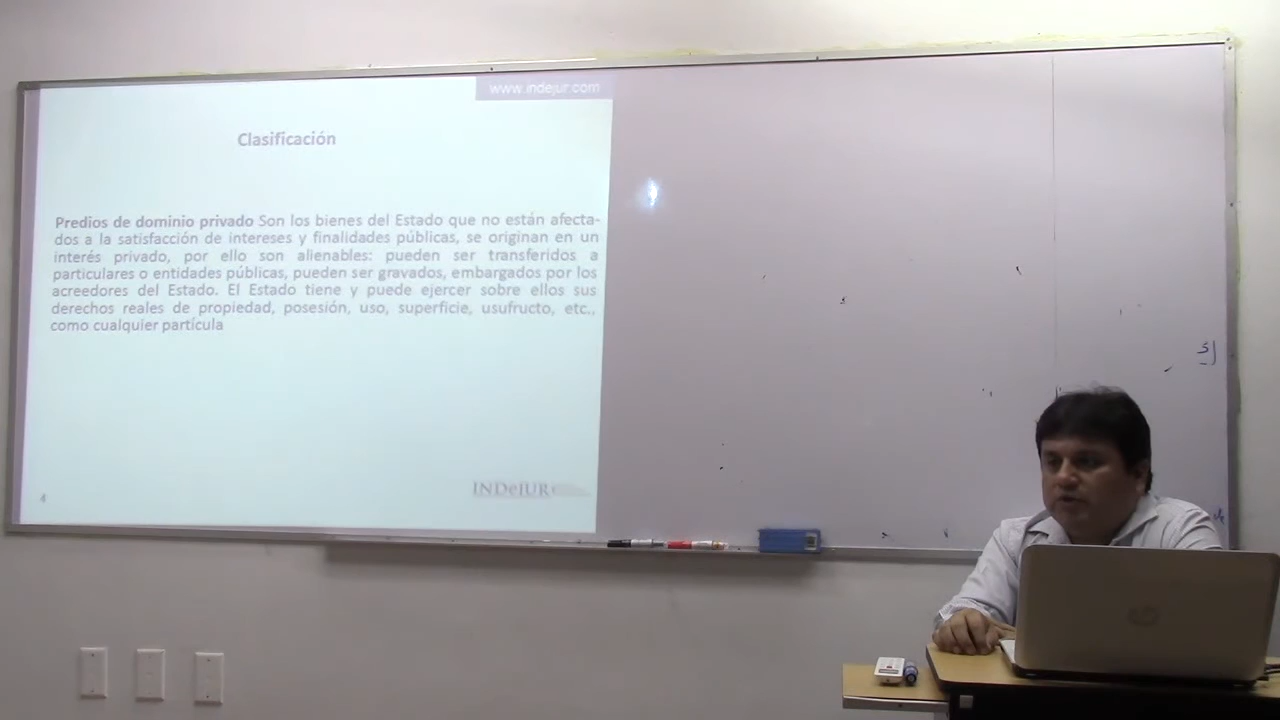 www.indejur.com
Clasificación
Predios de dominio privado Son los bienes del Estado que no están afecta-
dos a la satisfacción de intereses y finalidades públicas, se originan en un
interés privado, por ello son alienables: pueden ser transferidos a
particulares o entidades públicas, pueden ser gravados, embargados por los
acreedores del Estado. El Estado tiene y puede ejercer sobre ellos sus
derechos reales de propiedad, posesión, uso, superficie, usufructo, etc.,
como cualquier partícula
INDeJUR
4
hp